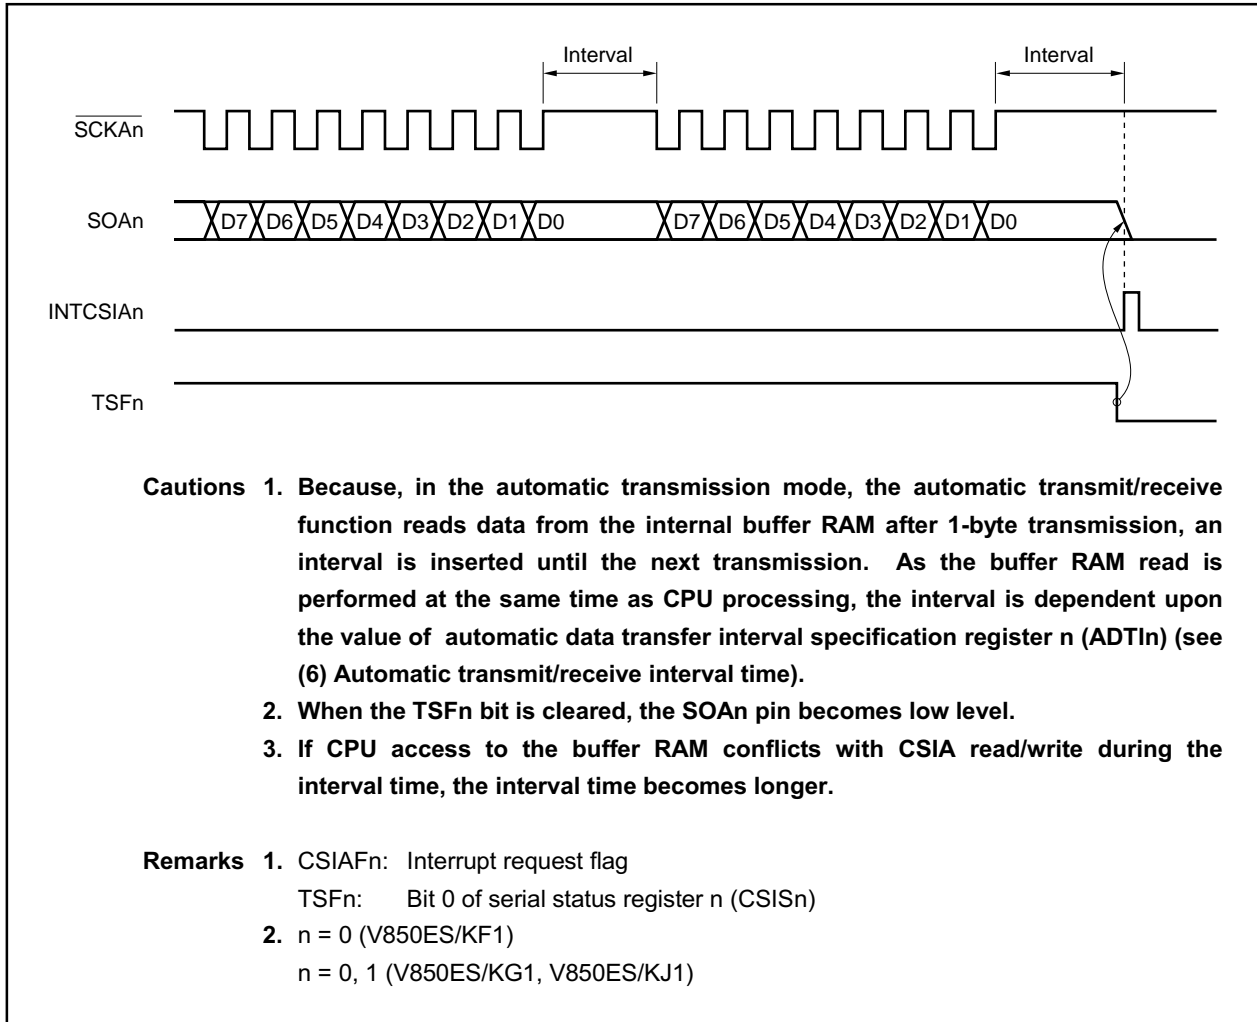 Interval Interval
SCKAn
SOAn D7 D6 D5 D4 D3 D2 D1 D0 D7 D6 D5 D4 D3 D2 D1 D0
INTCSIAn
TSFn
Cautions 1. Because, in the automatic transmission mode, the automatic transmit/receive
function reads data from the internal buffer RAM after 1-byte transmission, an
interval is inserted until the next transmission. As the buffer RAM read is
performed at the same time as CPU processing, the interval is dependent upon
the value of automatic data transfer interval specification register n (ADTIn) (see
(6) Automatic transmit/receive interval time).
2. When the TSFn bit is cleared, the SOAn pin becomes low level.
3. If CPU access to the buffer RAM conflicts with CSIA read/write during the
interval time, the interval time becomes longer.
Remarks 1. CSIAFn: Interrupt request flag
TSFn: Bit 0 of serial status register n (CSISn)
2. n = 0 (V850ES/KF1)
n = 0, 1 (V850ES/KG1, V850ES/KJ1)